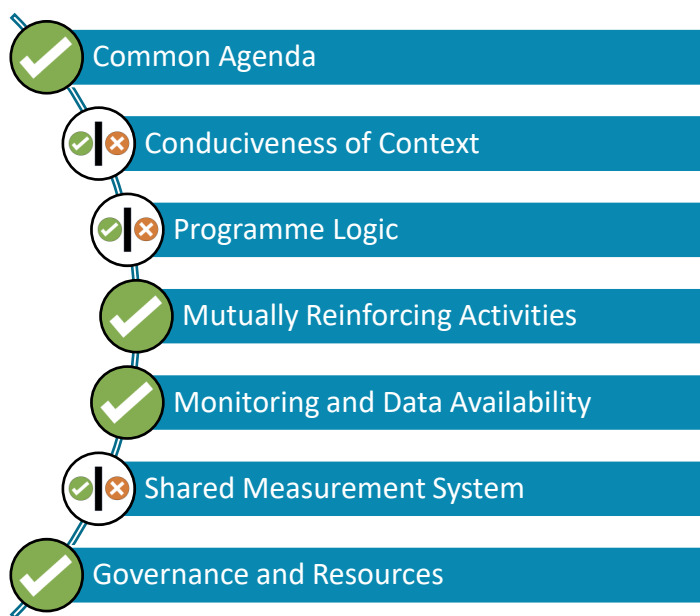 Common Agenda
Conduciveness of Context
Programme Logic
Mutually Reinforcing Activities
Monitoring and Data Availability
Shared Measurement System
Governance and Resources